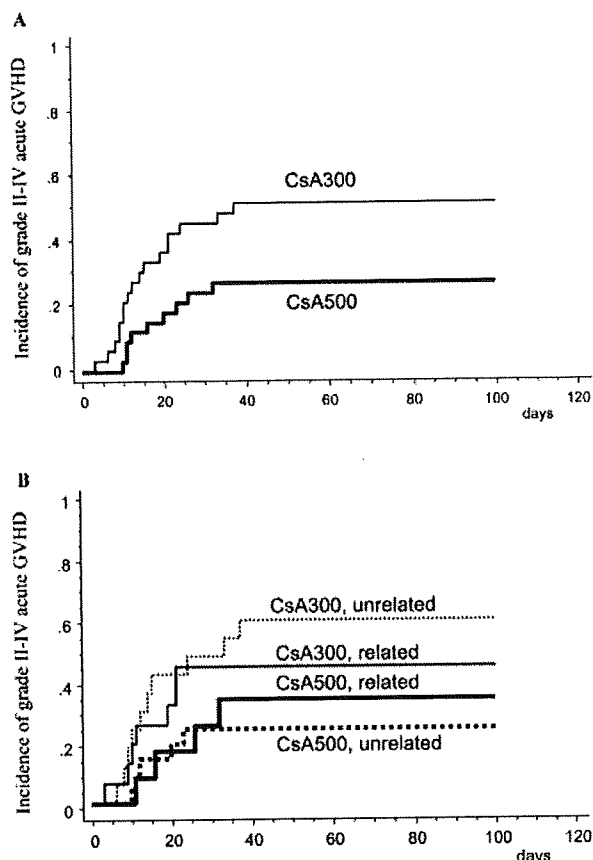 A
Incidence of grade II-IV acute GVHD
1
.8
.6
.4
.2
0
CsA300
CsA500
0 20 40 60 80 100 120
days
B
Incidence of grade II-IV acute GVHD
1
.8
.6
.4
.2
0
CsA300, unrelated
CsA300, related
CsA500, related
CsA500, unrelated
0 20 40 60 80 100 120
days